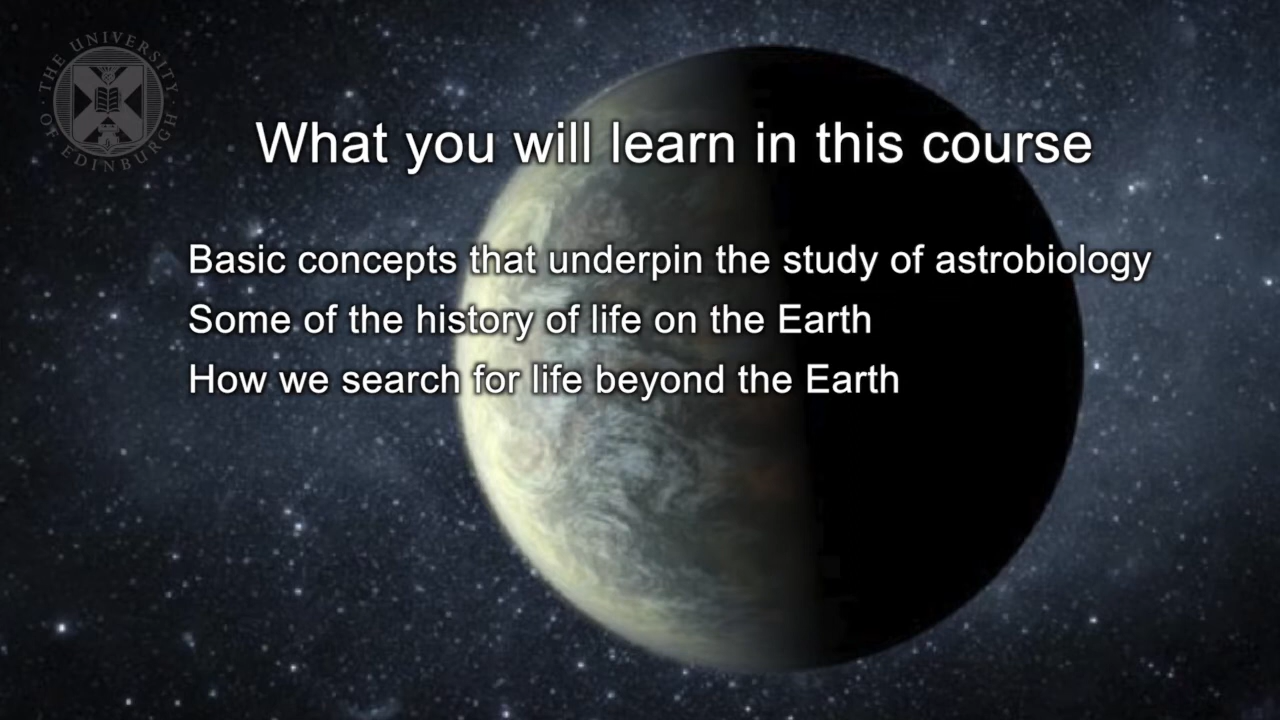 THE UNIVERSITY OF EDINBURGH
What you will learn in this course
Basic concepts that underpin the study of astrobiology
Some of the history of life on the Earth
How we search for life beyond the Earth